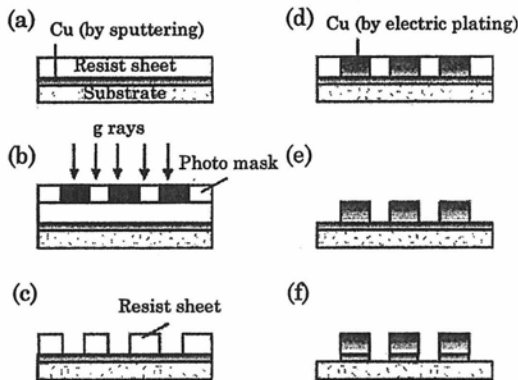 (a)
Cu (by sputtering)
Resist sheet
Substrate
(b)
g rays
Photo mask
(c)
Resist sheet
(d)
Cu (by electric plating)
(e)
(f)